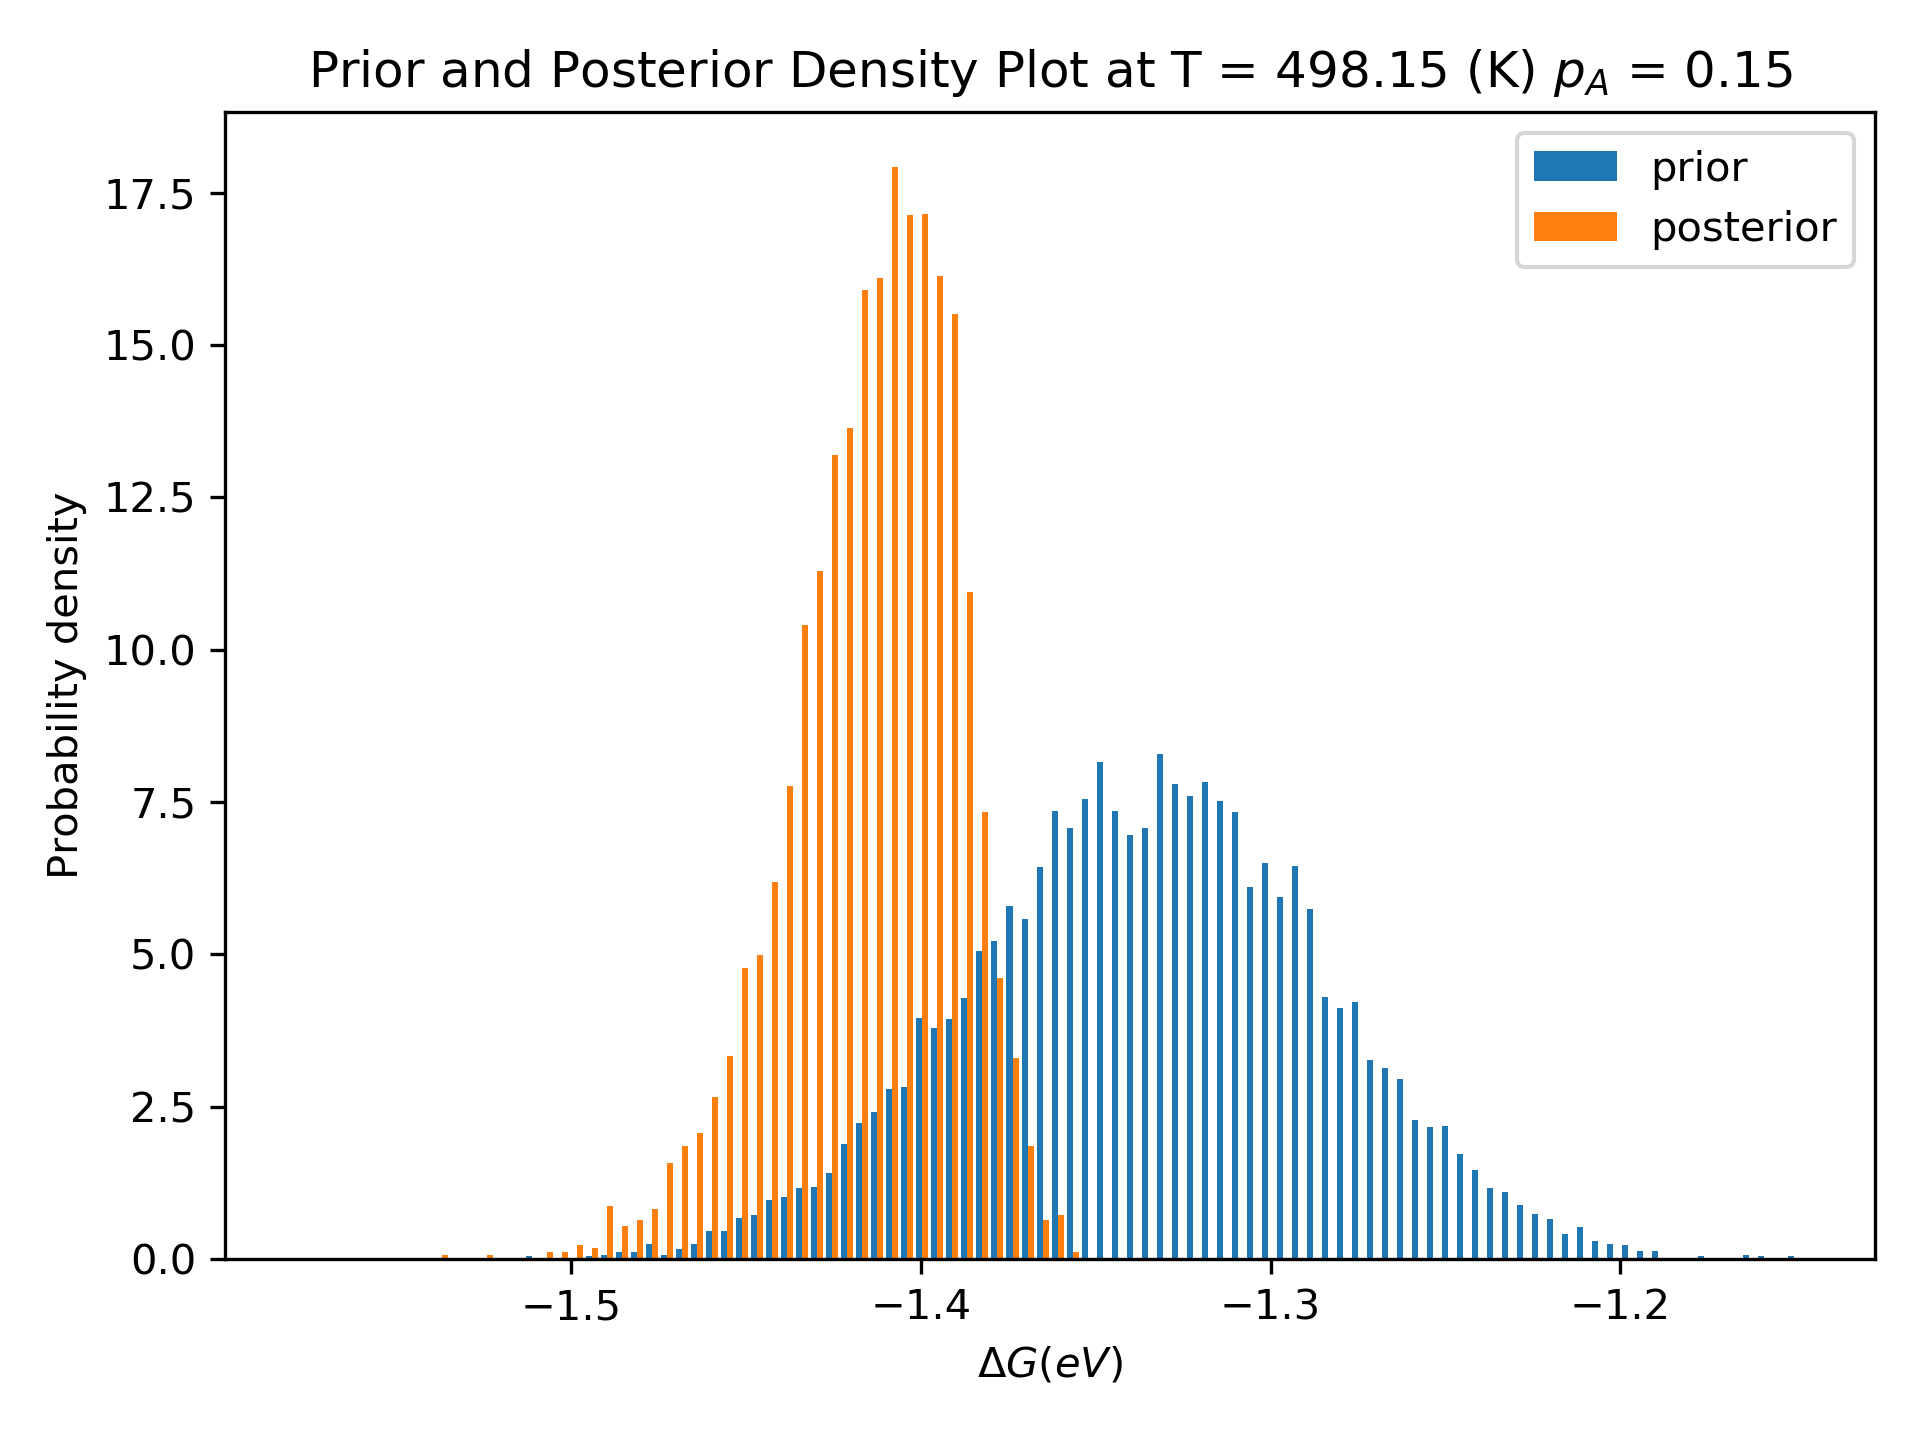 Prior and Posterior Density Plot at T = 498.15 (K) p_A = 0.15
prior
posterior
17.5
15.0
12.5
10.0
7.5
5.0
2.5
0.0
Probability density
−1.5
−1.4
−1.3
−1.2
ΔG(eV)